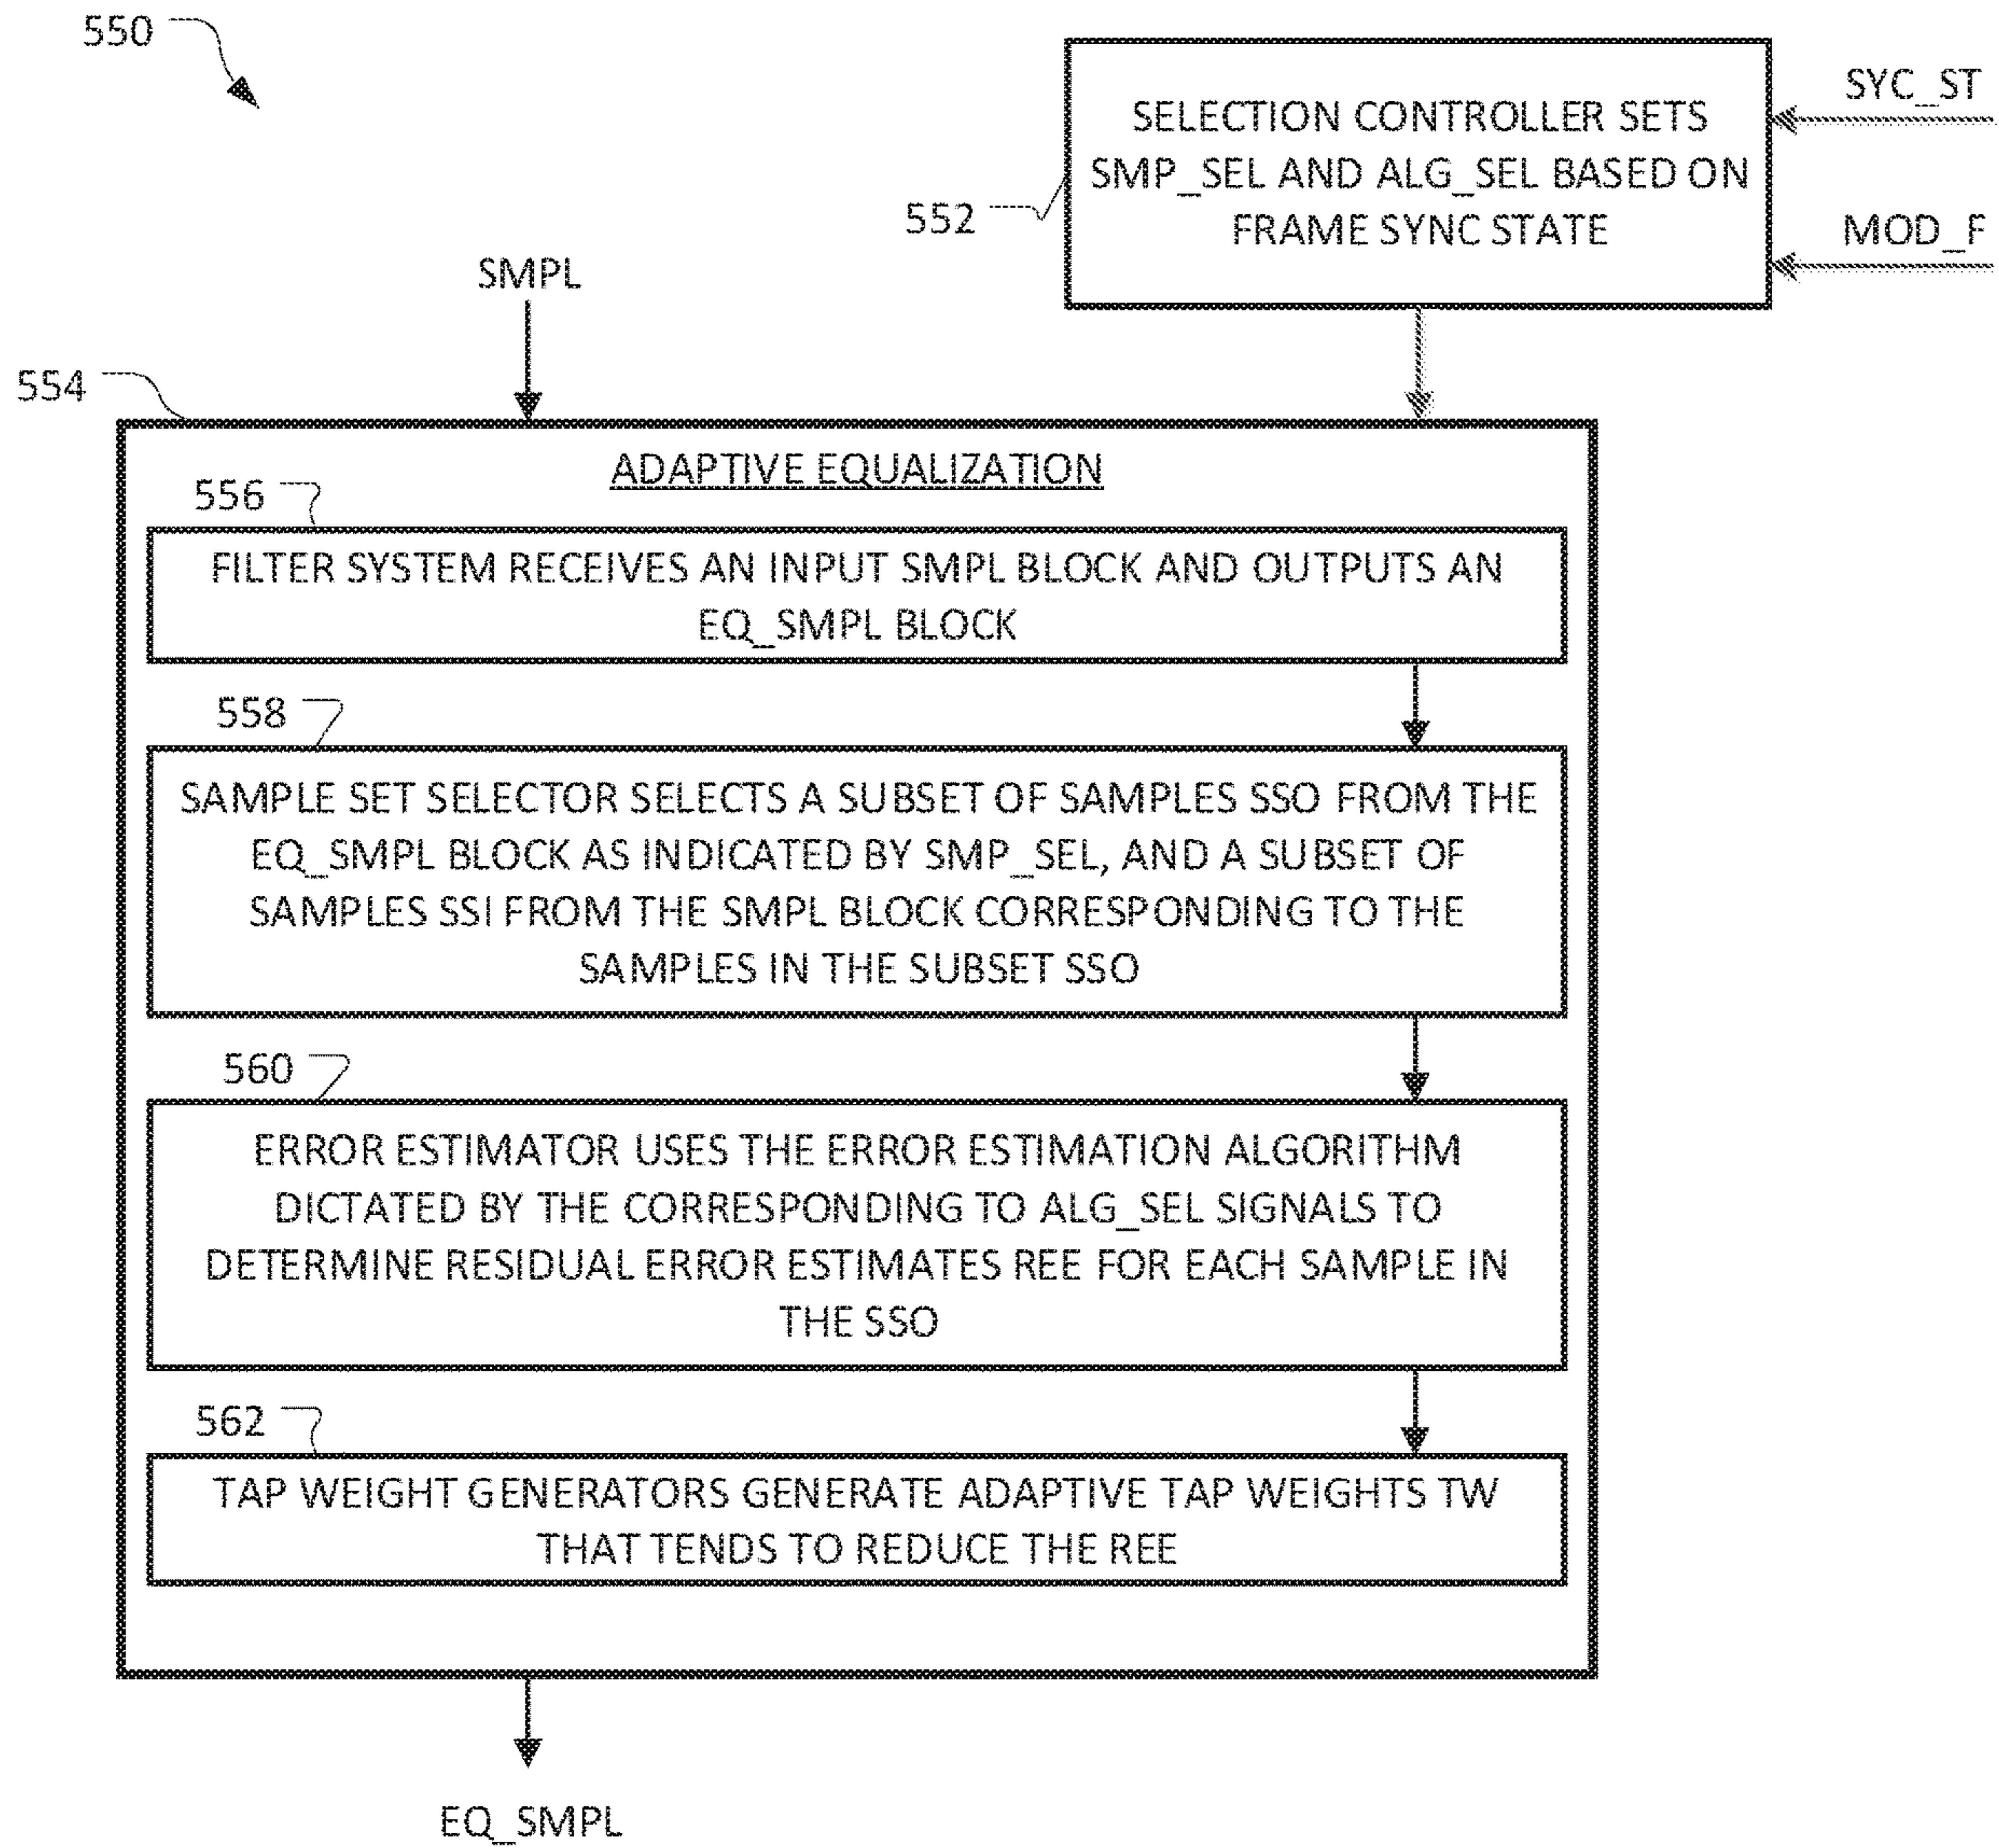 550
SELECTION CONTROLLER SETS
SMP_SEL AND ALG_SEL BASED ON
FRAME SYNC STATE
SYC_ST
MOD_F
552
SMPL
554
ADAPTIVE EQUALIZATION
556
FILTER SYSTEM RECEIVES AN INPUT SMPL BLOCK AND OUTPUTS AN
EQ_SMPL BLOCK
558
SAMPLE SET SELECTOR SELECTS A SUBSET OF SAMPLES SSO FROM THE
EQ_SMPL BLOCK AS INDICATED BY SMP_SEL, AND A SUBSET OF
SAMPLES SSI FROM THE SMPL BLOCK CORRESPONDING TO THE
SAMPLES IN THE SUBSET SSO
560
ERROR ESTIMATOR USES THE ERROR ESTIMATION ALGORITHM
DICTATED BY THE CORRESPONDING TO ALG_SEL SIGNALS TO
DETERMINE RESIDUAL ERROR ESTIMATES REE FOR EACH SAMPLE IN
THE SSO
562
TAP WEIGHT GENERATORS GENERATE ADAPTIVE TAP WEIGHTS TW
THAT TENDS TO REDUCE THE REE
EQ_SMPL